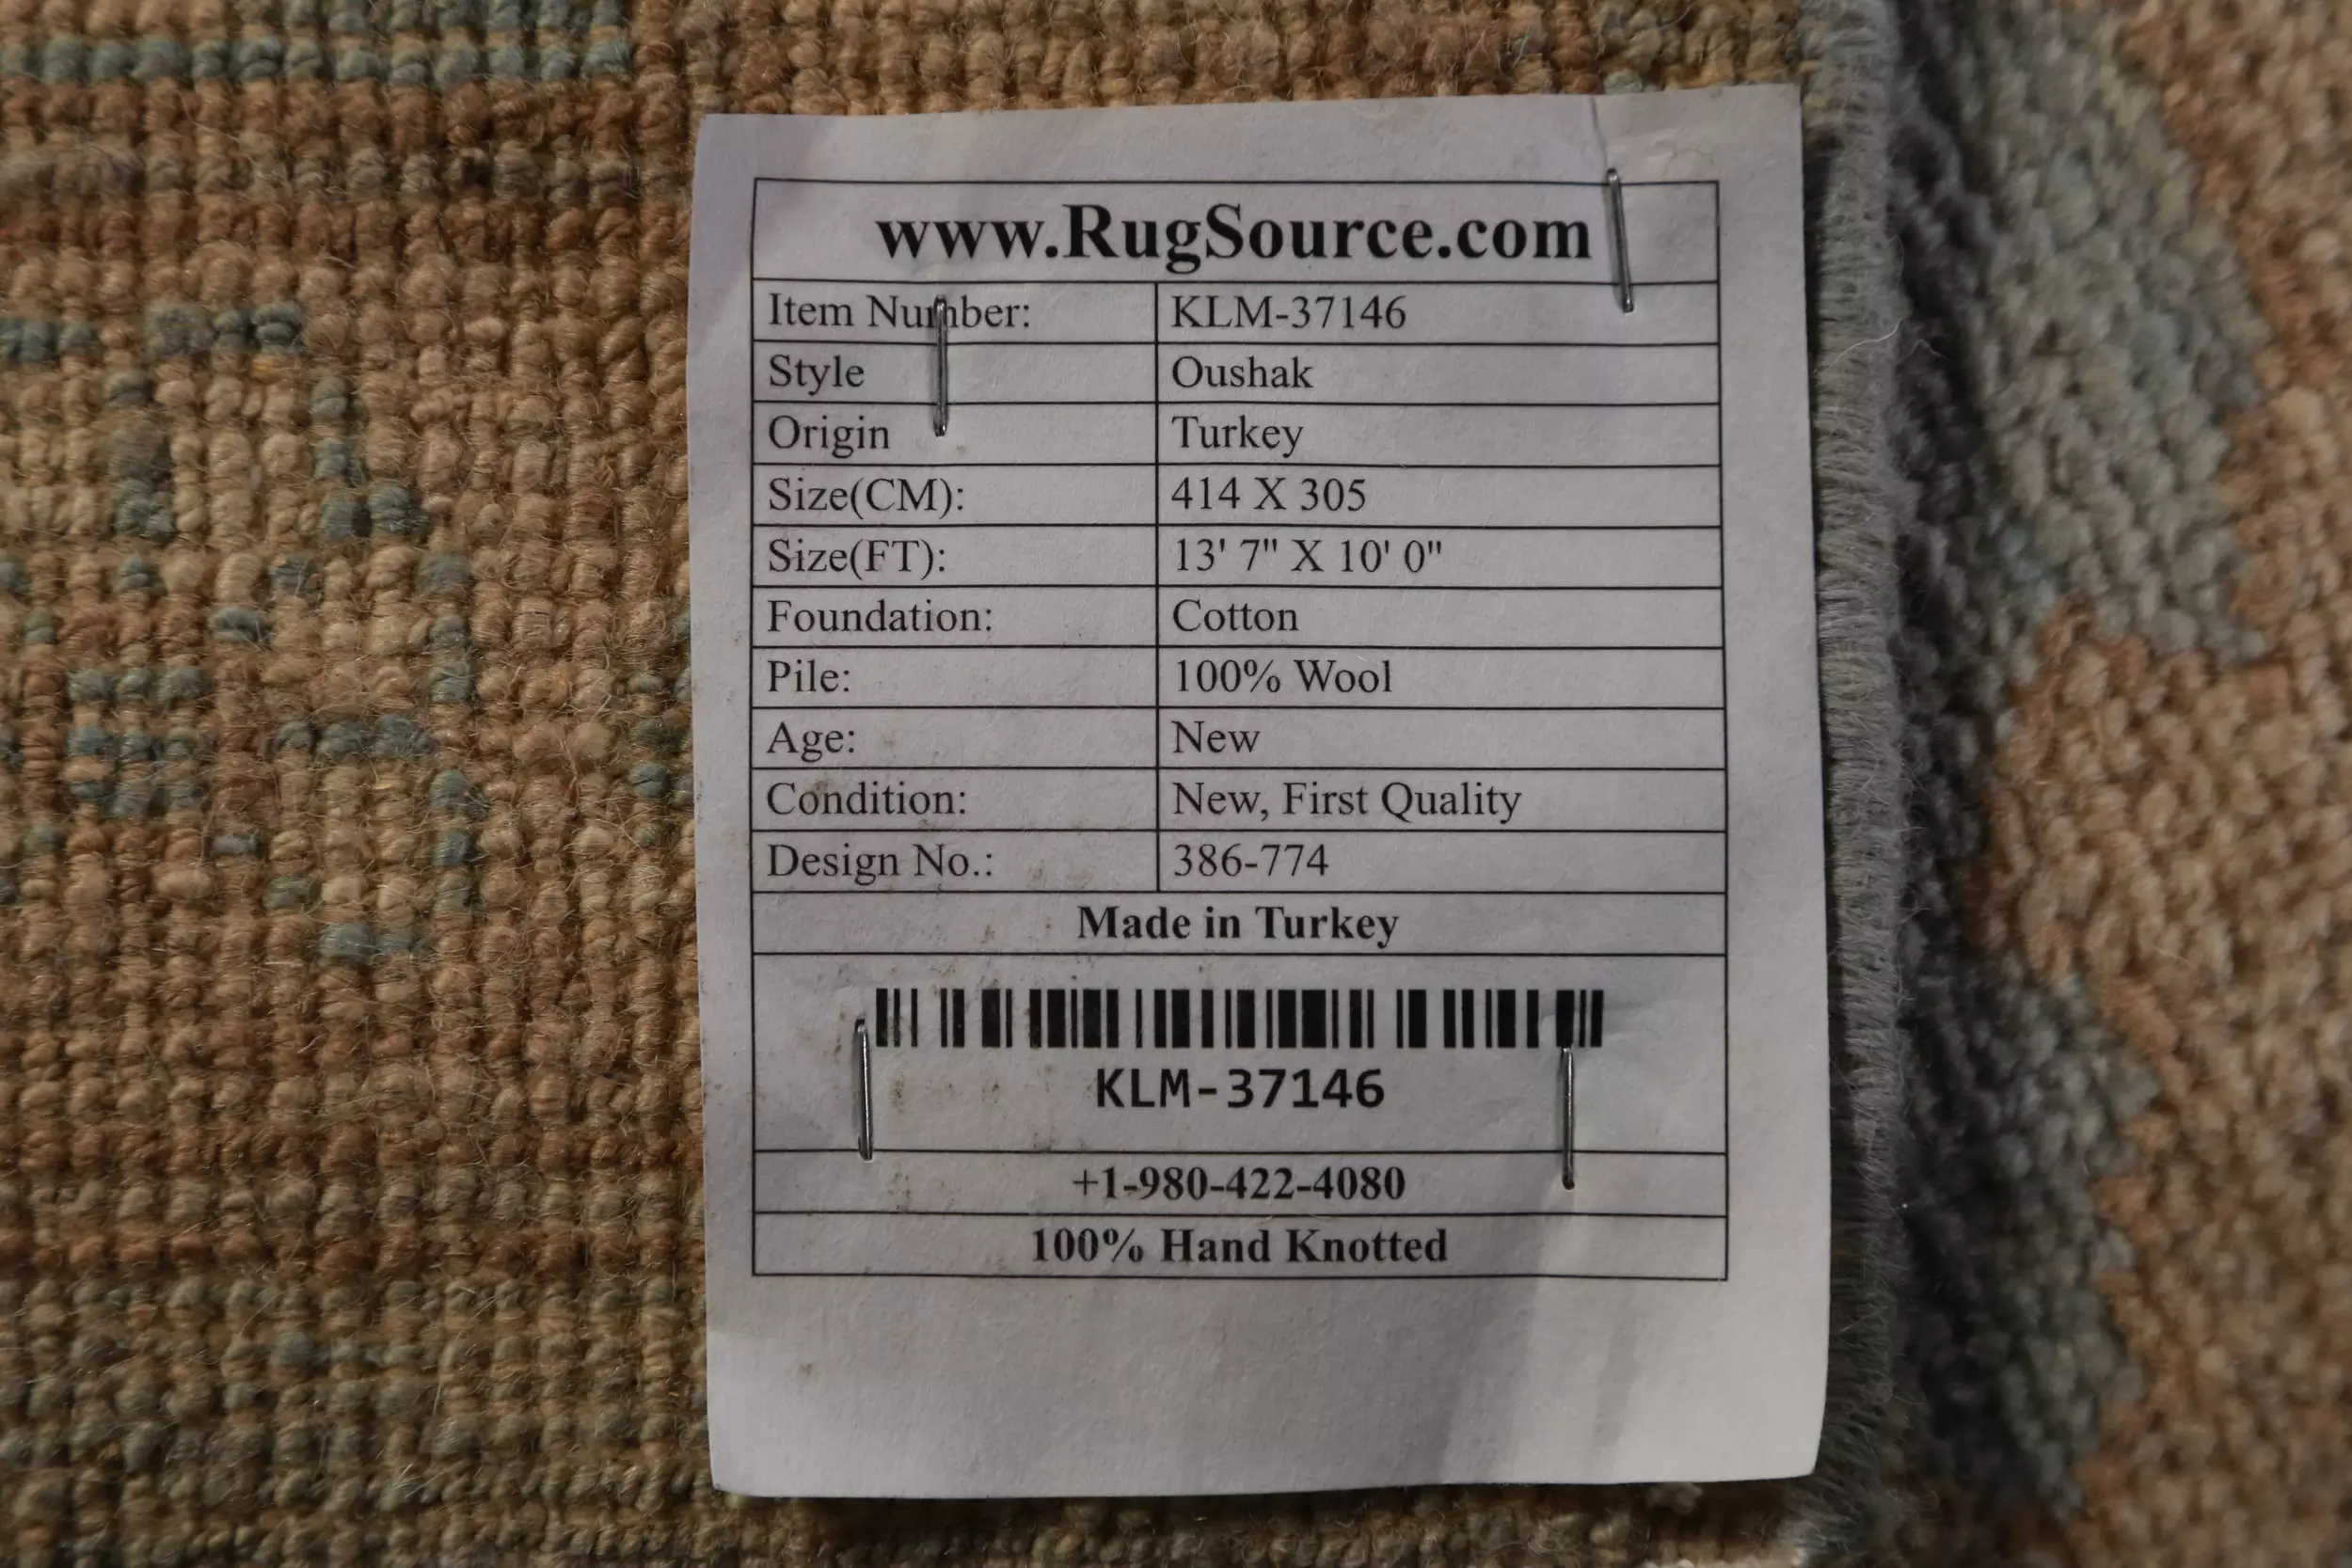 www.RugSource.com
Item Number: KLM-37146
Style Oushak
Origin Turkey
Size(CM): 414 X 305
Size(FT): 13' 7" X 10' 0"
Foundation: Cotton
Pile: 100% Wool
Age: New
Condition: New, First Quality
Design No.: 386-774
Made in Turkey
KLM-37146
+1-980-422-4080
100% Hand Knotted